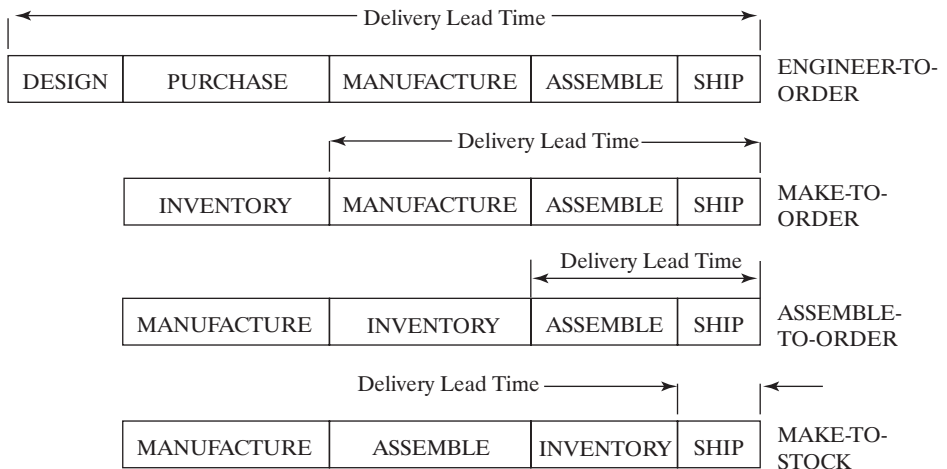 Delivery Lead Time
DESIGN PURCHASE MANUFACTURE ASSEMBLE SHIP ENGINEER-TO-
ORDER
Delivery Lead Time
INVENTORY MANUFACTURE ASSEMBLE SHIP MAKE-TO-
ORDER
Delivery Lead Time
MANUFACTURE INVENTORY ASSEMBLE SHIP ASSEMBLE-
TO-ORDER
Delivery Lead Time
MANUFACTURE ASSEMBLE INVENTORY SHIP MAKE-TO-
STOCK